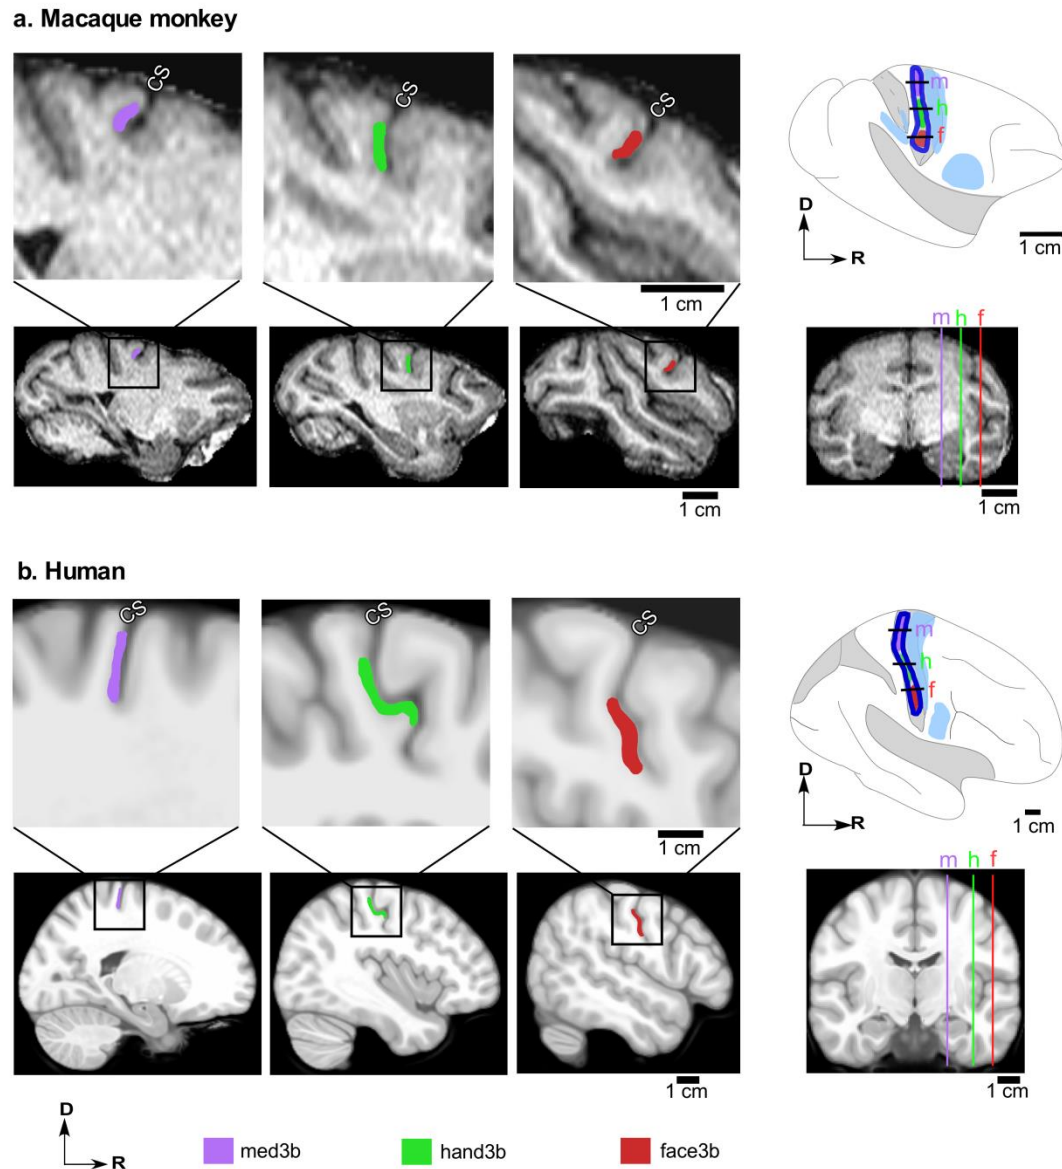 a. Macaque monkey
CS
CS
CS
m
h
f
D
R
1 cm
1 cm
m h f
1 cm
1 cm
b. Human
CS
CS
CS
m
h
f
D
R
1 cm
1 cm
m h f
1 cm
1 cm
D
R
med3b
hand3b
face3b